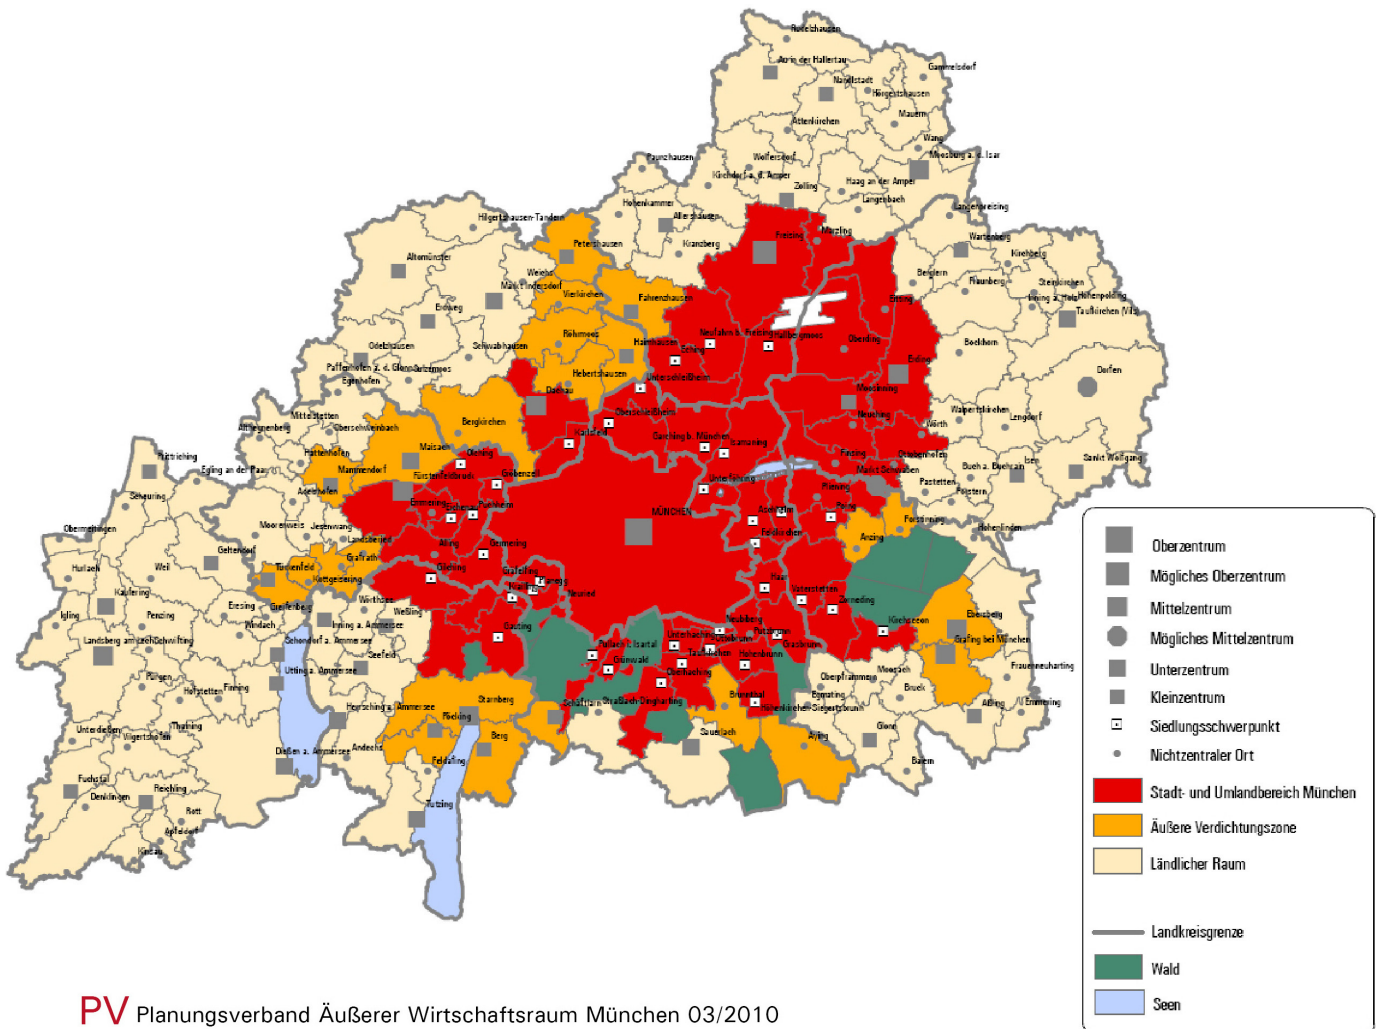 Rudelzhausen
Au in der Hallertau
Gammelsdorf
Nandlstadt
Hörgertshausen
Attenkirchen
Mauern
Wang
Paunzhausen
Wolfersdorf
Moosburg a. d. Isar
Kirchdorf a. d. Amper
Zolling
Haag an der Amper
Hohenkammer
Langenbach
Langenpreising
Hilgertshausen-Tandern
Allershausen
Petershausen
Kranzberg
Freising
Marzling
Wartenberg
Kirchberg
Altomünster
Weichs
Berglern
Markt Indersdorf
Vierkirchen
Fahrenzhausen
Eitting
Fraunberg
Steinkirchen
Inning a. Holz
Hohenpolding
Taufkirchen (Vils)
Erdweg
Röhrmoos
Haimhausen
Neufahrn b. Freising
Hallbergmoos
Oberding
Odelzhausen
Schwabhausen
Eching
Erding
Bockhorn
Pfaffenhofen a. d. Glonn
Sulzemoos
Hebertshausen
Unterschleißheim
Dorfen
Egenhofen
Dachau
Moosinning
Mittelstetten
Bergkirchen
Oberschleißheim
Neuching
Walpertskirchen
Lengdorf
Althegnenberg
Oberschweinbach
Karlsfeld
Garching b. München
Ismaning
Wörth
Hattenhofen
Maisach
Olching
Finsing
Ottenhofen
Prittriching
Egling an der Paar
Mammendorf
Fürstenfeldbruck
Gröbenzell
Unterföhring
Markt Schwaben
Buch a. Buchrain
Isen
Sankt Wolfgang
Scheuring
Adelshofen
Emmering
Eichenau
Puchheim
MÜNCHEN
Aschheim
Pliening
Poing
Pastetten
Forstern
Obermeitingen
Moorenweis
Jesenwang
Landsberied
Alling
Germering
Feldkirchen
Anzing
Forstinning
Hohenlinden
Hurlach
Weil
Geltendorf
Türkenfeld
Grafrath
Kottgeisering
Gilching
Gräfelfing
Planegg
Krailling
Neuried
Haar
Vaterstetten
Zorneding
Kaufering
Penzing
Eresing
Greifenberg
Wörthsee
Weßling
Igling
Windach
Inning a. Ammersee
Gauting
Neubiberg
Kirchseeon
Ebersberg
Landsberg am Lech
Schwifting
Schondorf a. Ammersee
Seefeld
Pullach i. Isartal
Unterhaching
Ottobrunn
Putzbrunn
Grasbrunn
Grafing bei München
Pürgen
Utting a. Ammersee
Grünwald
Taufkirchen
Hohenbrunn
Oberpframmern
Moosach
Frauenneuharting
Hofstetten
Finning
Starnberg
Oberhaching
Brunnthal
Egmating
Bruck
Aßling
Emmering
Thaining
Herrsching a. Ammersee
Pöcking
Schäftlarn
Straßlach-Dingharting
Höhenkirchen-Siegertsbrunn
Unterdießen
Vilgertshofen
Dießen a. Ammersee
Andechs
Feldafing
Berg
Sauerlach
Aying
Glonn
Baiern
Fuchstal
Denklingen
Reichling
Rott
Apfeldorf
Kinsau
Tutzing
Oberzentrum
Mögliches Oberzentrum
Mittelzentrum
Mögliches Mittelzentrum
Unterzentrum
Kleinzentrum
Siedlungsschwerpunkt
Nichtzentraler Ort
Stadt- und Umlandbereich München
Äußere Verdichtungszone
Ländlicher Raum
Landkreisgrenze
Wald
Seen
PV Planungsverband Äußerer Wirtschaftsraum München 03/2010